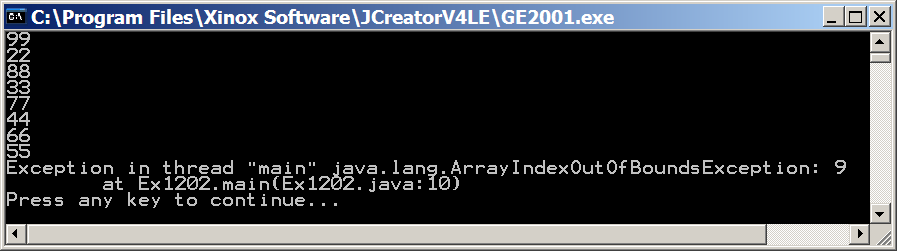 C:\Program Files\Xinox Software\JCreatorV4LE\GE2001.exe
99
22
88
33
77
44
66
55
Exception in thread "main" java.lang.ArrayIndexOutOfBoundsException: 9
        at Ex1202.main(Ex1202.java:10)
Press any key to continue...